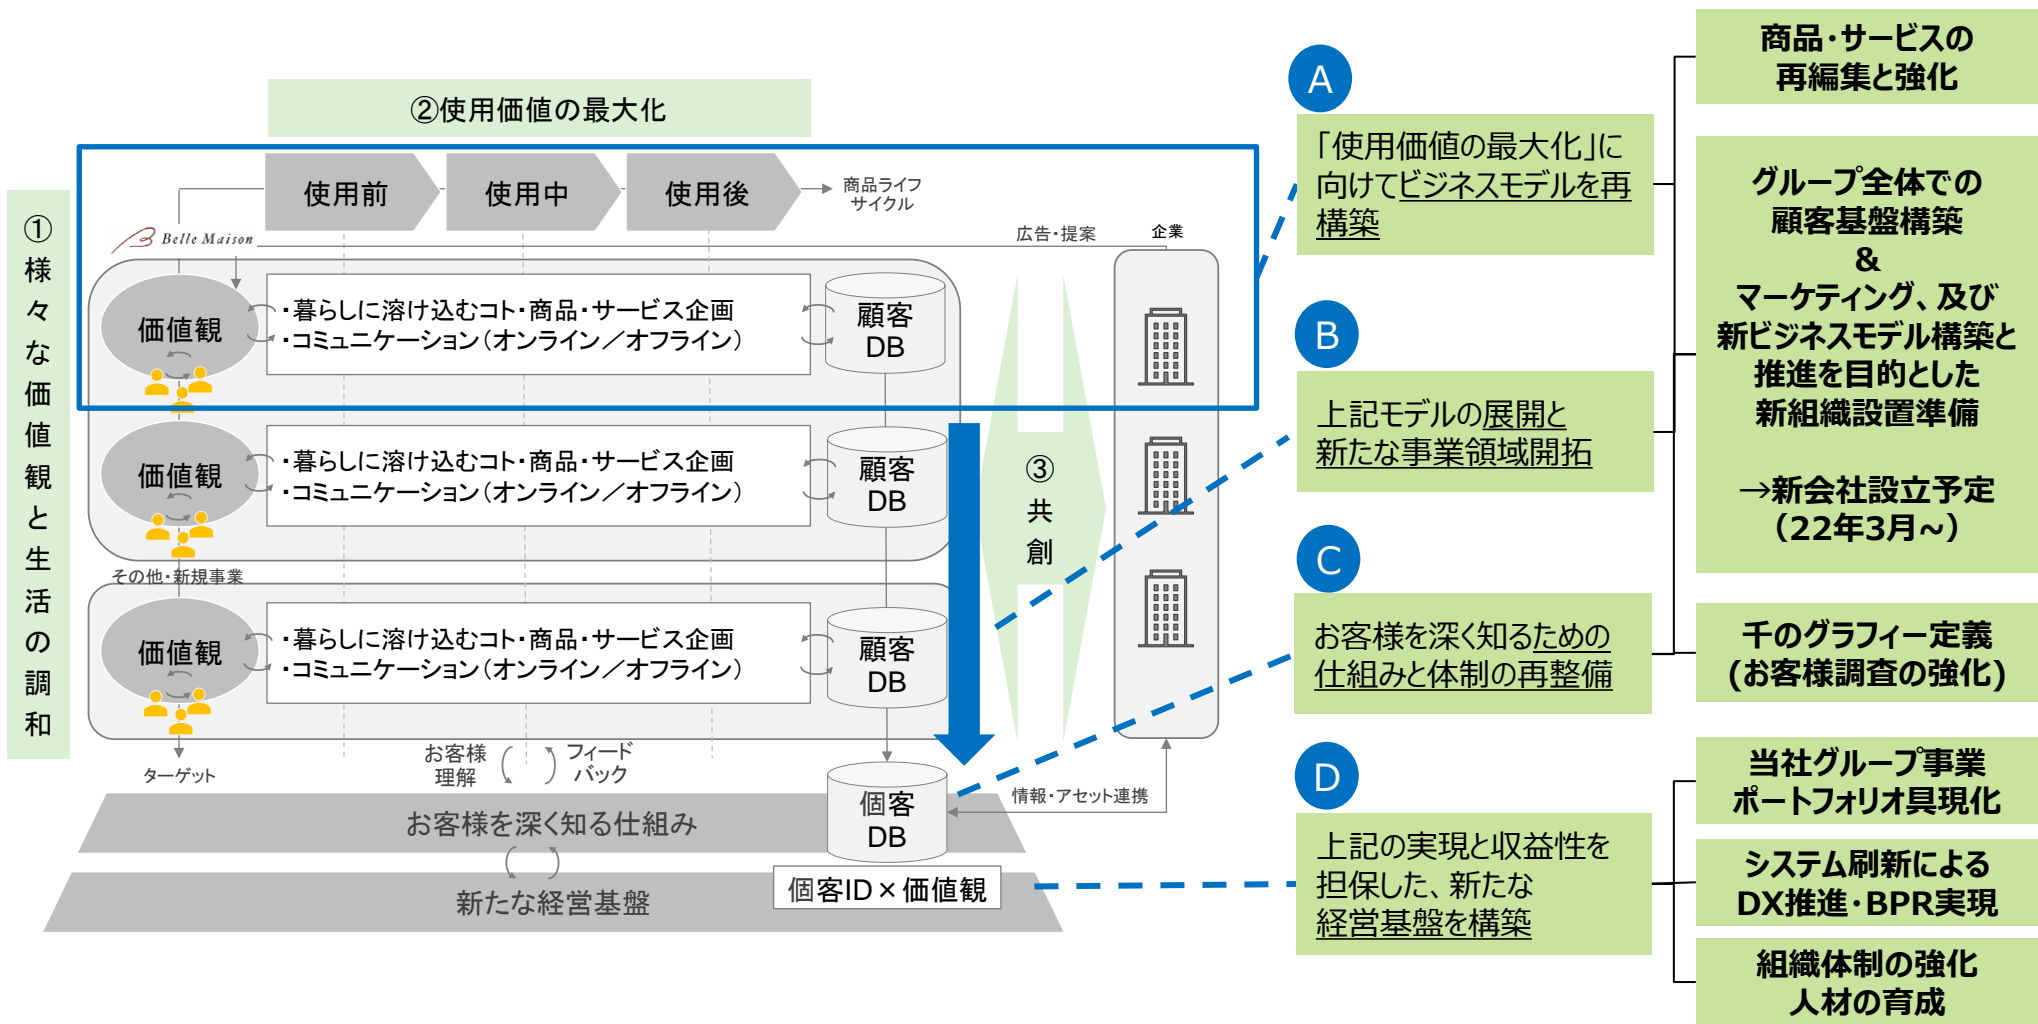 ②使用価値の最大化
①様々な価値観と生活の調和
使用前
使用中
使用後
商品ライフ
サイクル
Belle Maison
広告・提案
企業
価値観
・暮らしに溶け込むコト・商品・サービス企画
・コミュニケーション（オンライン／オフライン）
顧客
DB
価値観
・暮らしに溶け込むコト・商品・サービス企画
・コミュニケーション（オンライン／オフライン）
顧客
DB
③共創
その他・新規事業
価値観
・暮らしに溶け込むコト・商品・サービス企画
・コミュニケーション（オンライン／オフライン）
顧客
DB
ターゲット
お客様
理解
フィード
バック
お客様を深く知る仕組み
個客
DB
情報・アセット連携
新たな経営基盤
個客ID×価値観
A
「使用価値の最大化」に
向けてビジネスモデルを再
構築
B
上記モデルの展開と
新たな事業領域開拓
C
お客様を深く知るための
仕組みと体制の再整備
D
上記の実現と収益性を
担保した、新たな
経営基盤を構築
商品・サービスの
再編集と強化
グループ全体での
顧客基盤構築
&
マーケティング、及び
新ビジネスモデル構築と
推進を目的とした
新組織設置準備
→新会社設立予定
（22年3月～）
千のグラフィー定義
(お客様調査の強化)
当社グループ事業
ポートフォリオ具現化
システム刷新による
DX推進・BPR実現
組織体制の強化
人材の育成